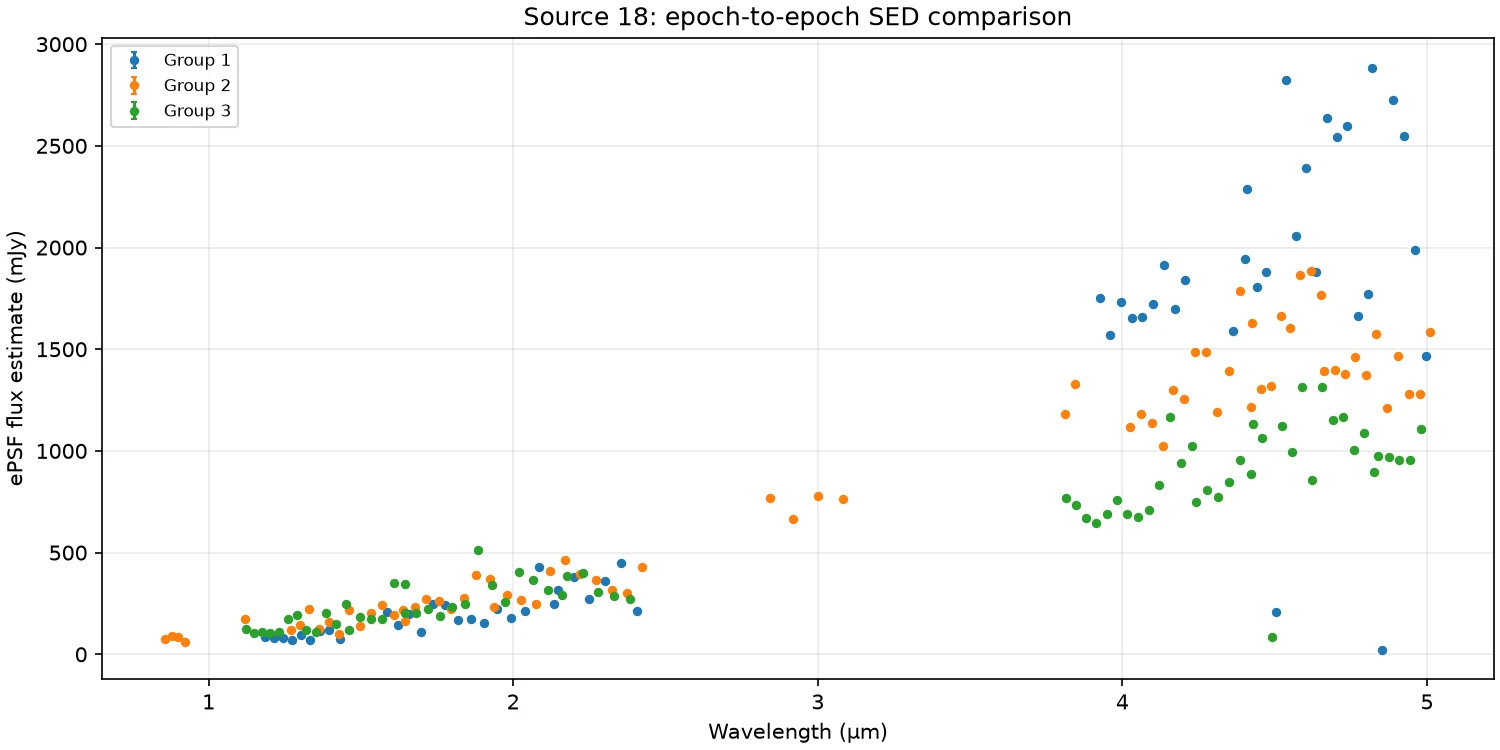 Source 18: epoch-to-epoch SED comparison
3000
2500
2000
1500
1000
500
0
ePSF flux estimate (mJy)
Group 1
Group 2
Group 3
1
2
3
4
5
Wavelength (μm)